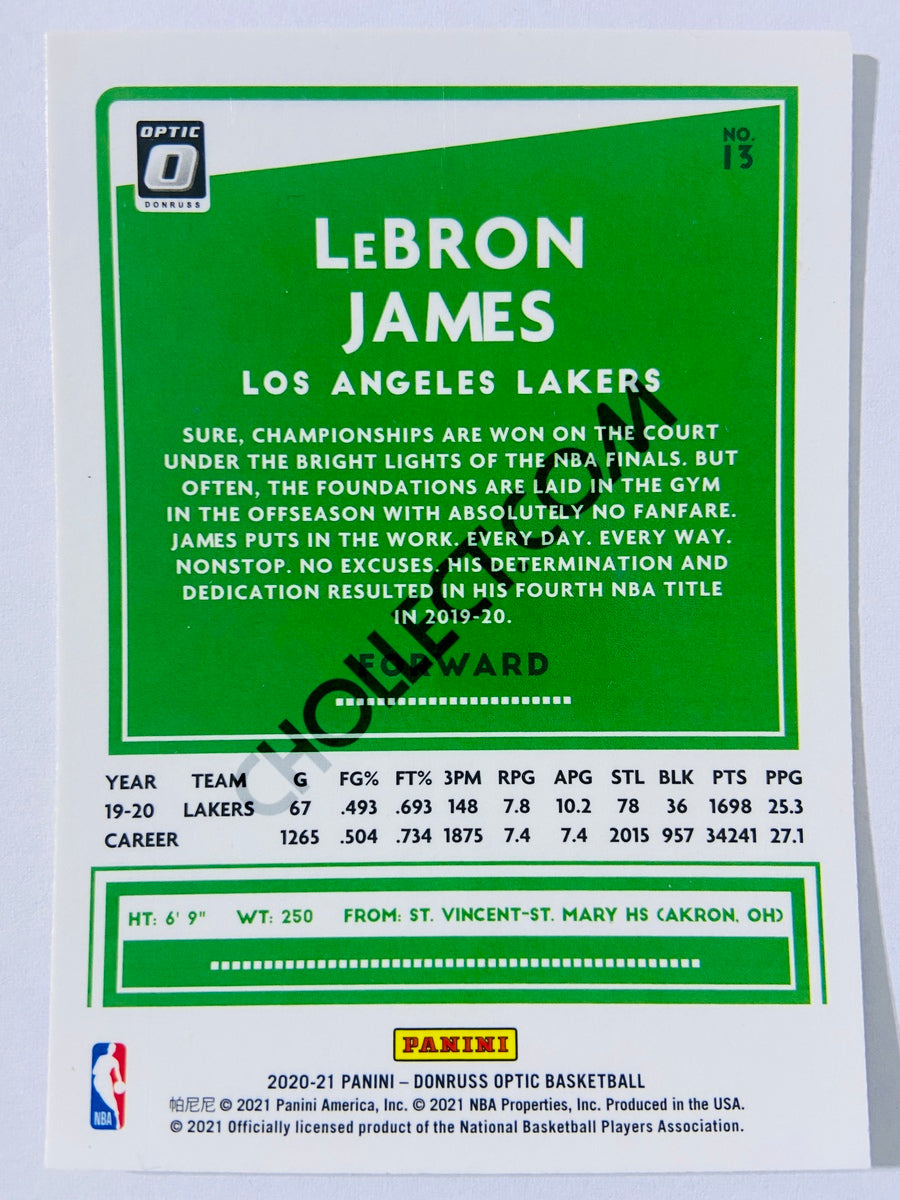 OPTIC
O
DONRUSS
NO.
13
LeBRON
JAMES
LOS ANGELES LAKERS
SURE, CHAMPIONSHIPS ARE WON ON THE COURT
UNDER THE BRIGHT LIGHTS OF THE NBA FINALS. BUT
OFTEN, THE FOUNDATIONS ARE LAID IN THE GYM
IN THE OFFSEASON WITH ABSOLUTELY NO FANFARE.
JAMES PUTS IN THE WORK. EVERY DAY. EVERY WAY.
NONSTOP. NO EXCUSES. HIS DETERMINATION AND
DEDICATION RESULTED IN HIS FOURTH NBA TITLE
IN 2019-20.
FORWARD
CHOLLECT.COM
YEAR TEAM G FG% FT% 3PM RPG APG STL BLK PTS PPG
19-20 LAKERS 67 .493 .693 148 7.8 10.2 78 36 1698 25.3
CAREER 1265 .504 .734 1875 7.4 7.4 2015 957 34241 27.1
HT: 6' 9" WT: 250 FROM: ST. VINCENT-ST. MARY HS (AKRON, OH)
PANINI
NBA
2020-21 PANINI – DONRUSS OPTIC BASKETBALL
帕尼尼 © 2021 Panini America, Inc. © 2021 NBA Properties, Inc. Produced in the USA.
© 2021 Officially licensed product of the National Basketball Players Association.